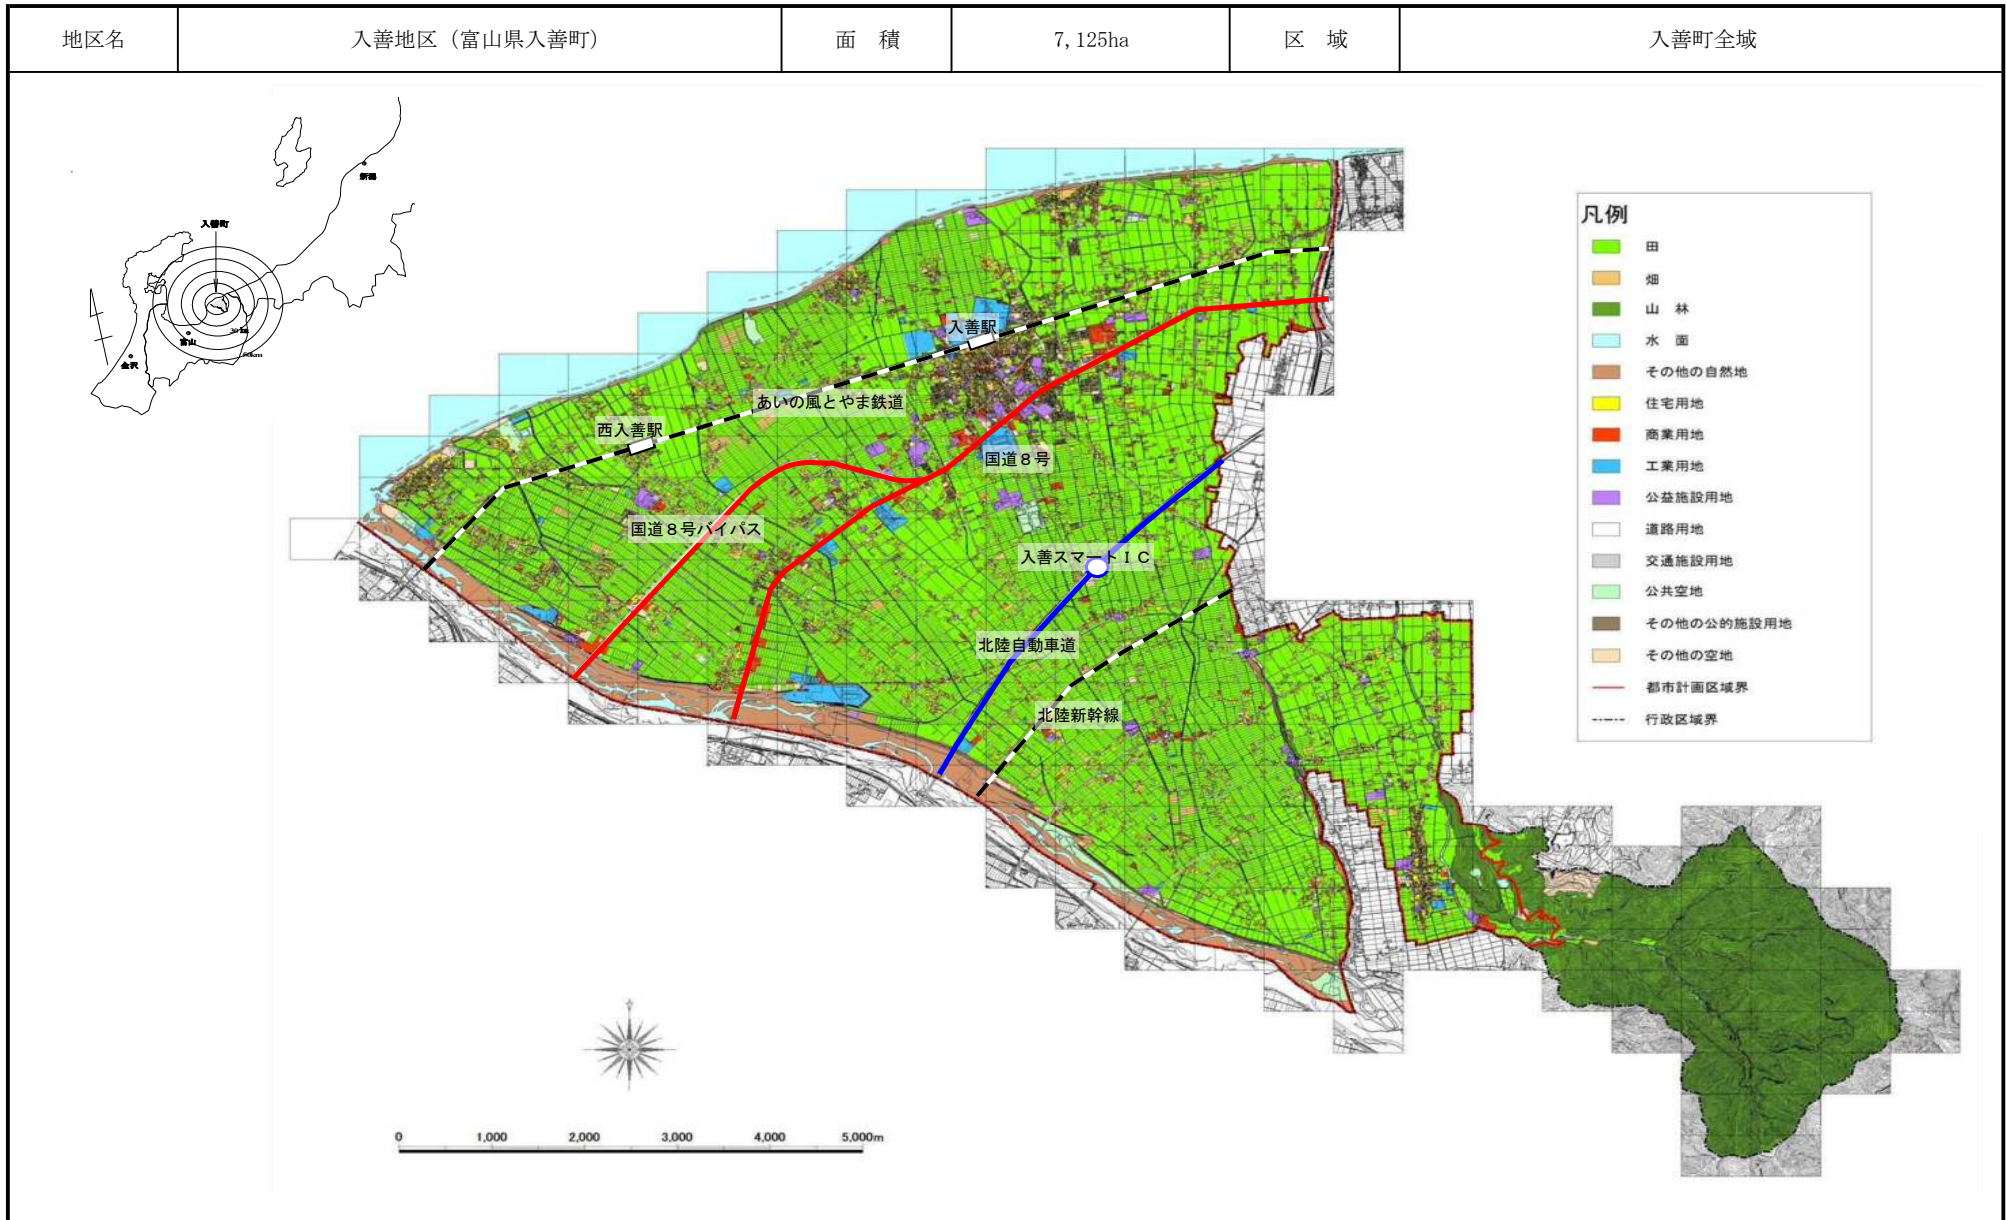 地区名
入善地区（富山県入善町）
面　積
7,125ha
区　域
入善町全域
新潟
入善町
富山
金沢
30km
入善駅
あいの風とやま鉄道
西入善駅
国道８号
国道８号バイパス
入善スマートＩＣ
北陸自動車道
北陸新幹線
凡例
田
畑
山　林
水　面
その他の自然地
住宅用地
商業用地
工業用地
公益施設用地
道路用地
交通施設用地
公共空地
その他の公的施設用地
その他の空地
都市計画区域界
行政区域界
0 1,000 2,000 3,000 4,000 5,000m